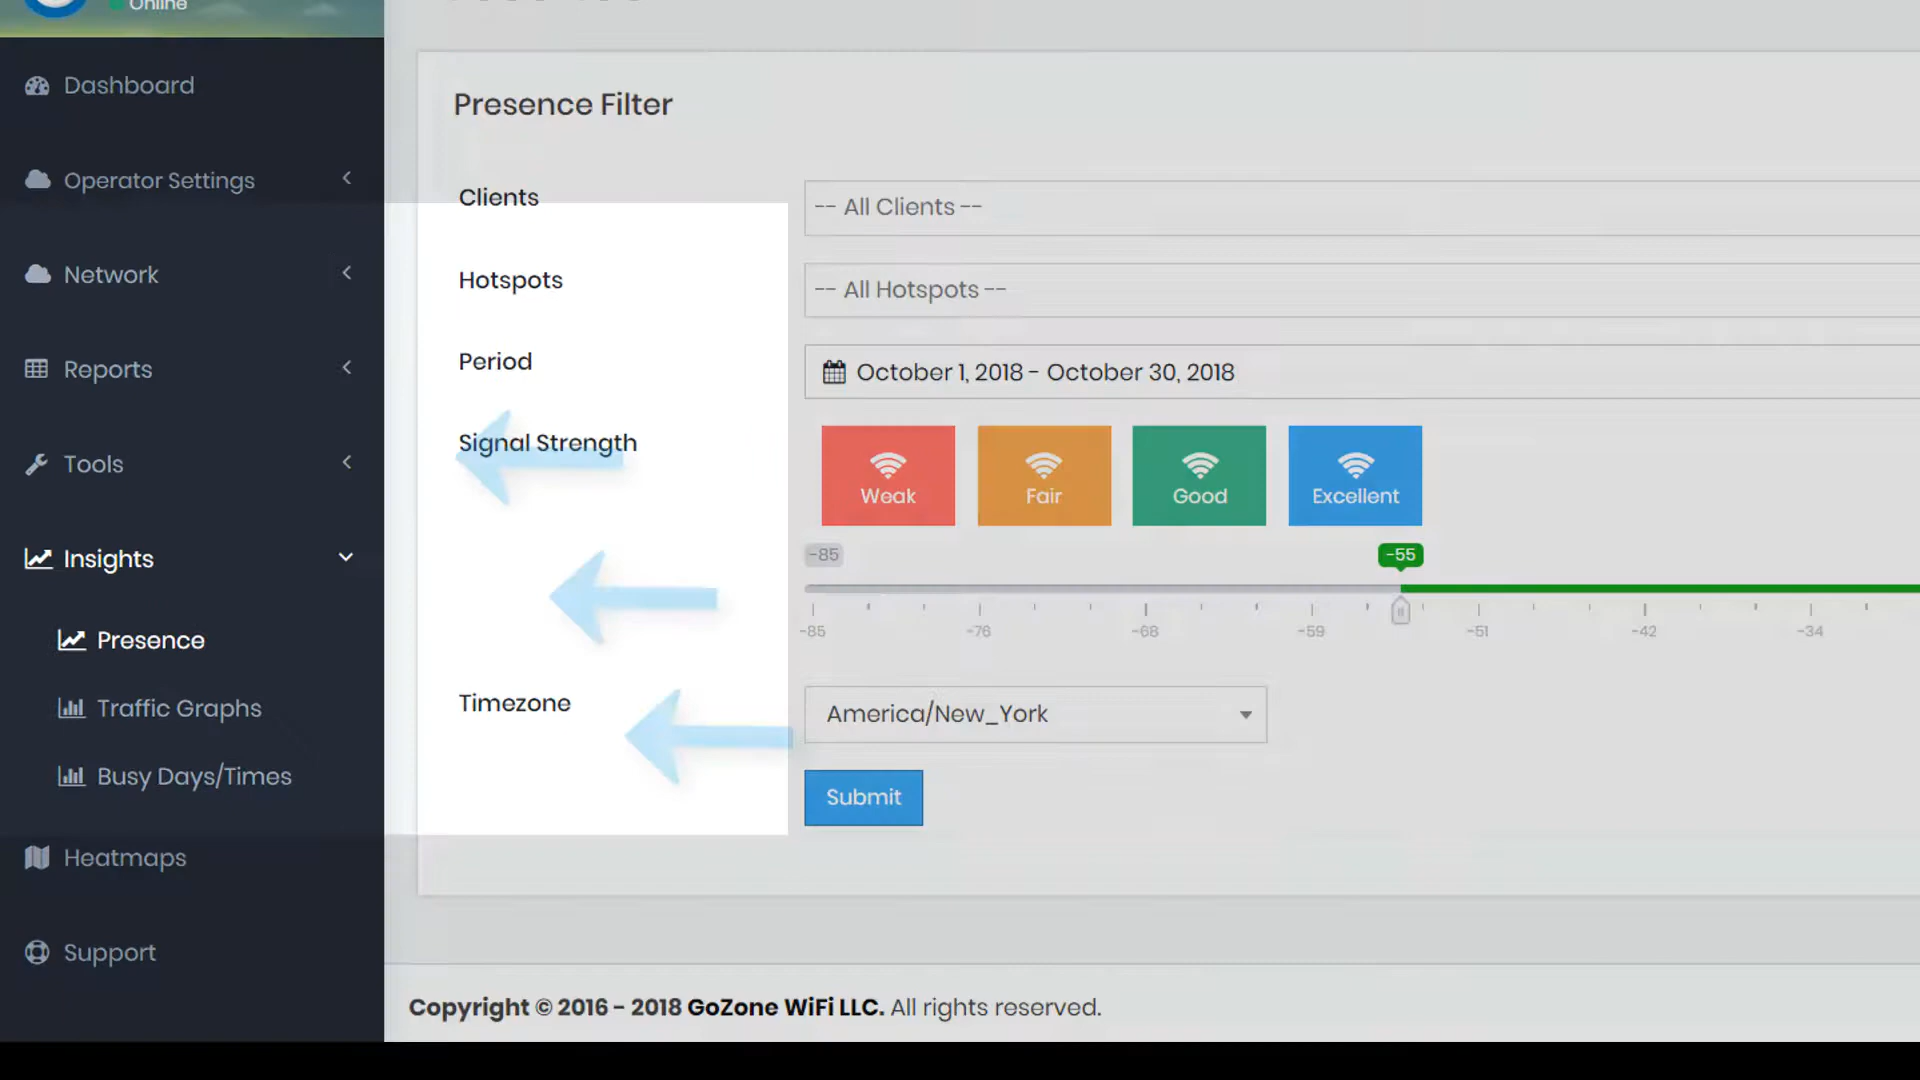 Online
Dashboard
Operator Settings
Network
Reports
Tools
Insights
Presence
Traffic Graphs
Busy Days/Times
Heatmaps
Support
Presence Filter
Clients
-- All Clients --
Hotspots
-- All Hotspots --
Period
October 1, 2018 - October 30, 2018
Signal Strength
Weak
Fair
Good
Excellent
-85
-55
-85 -76 -68 -59 -51 -42 -34
Timezone
America/New_York
Submit
Copyright © 2016 - 2018 GoZone WiFi LLC. All rights reserved.